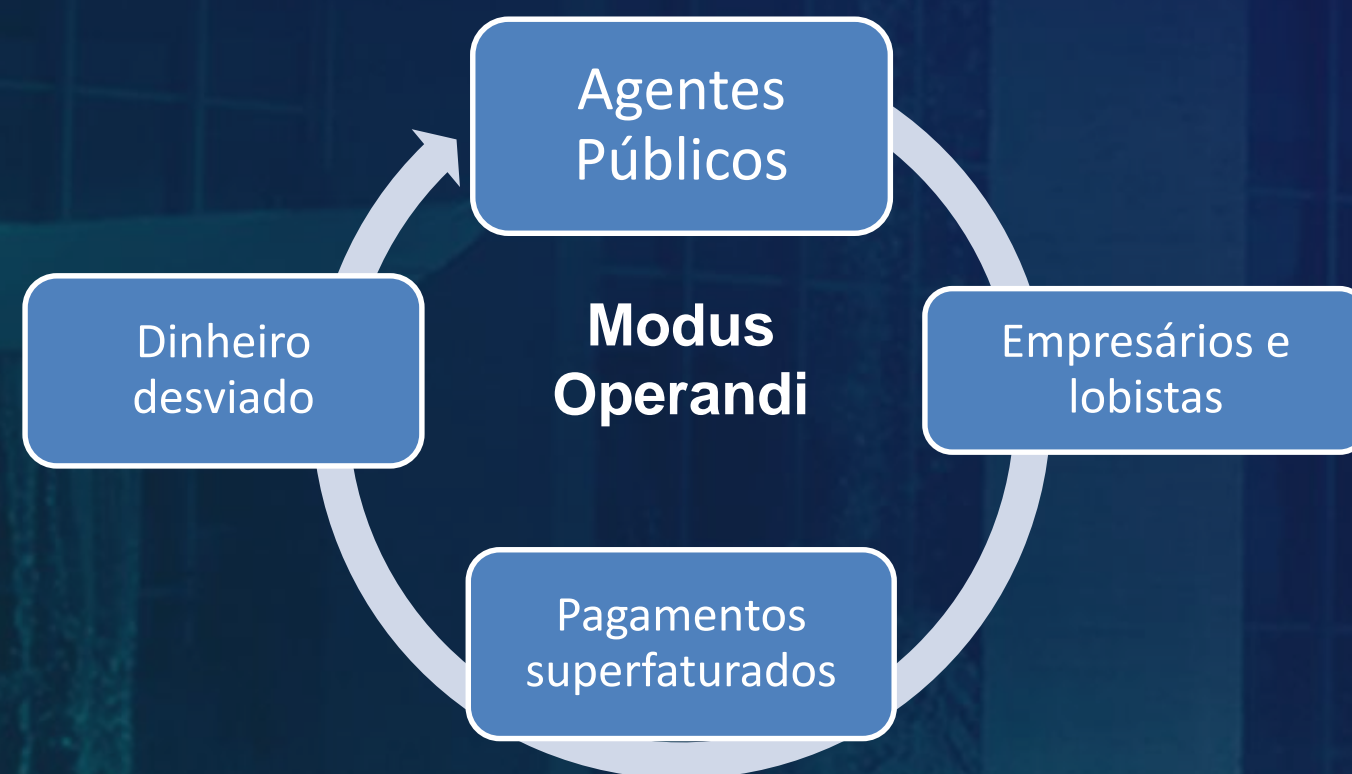 Agentes
Públicos
Modus
Operandi
Empresários e
lobistas
Pagamentos
superfaturados
Dinheiro
desviado